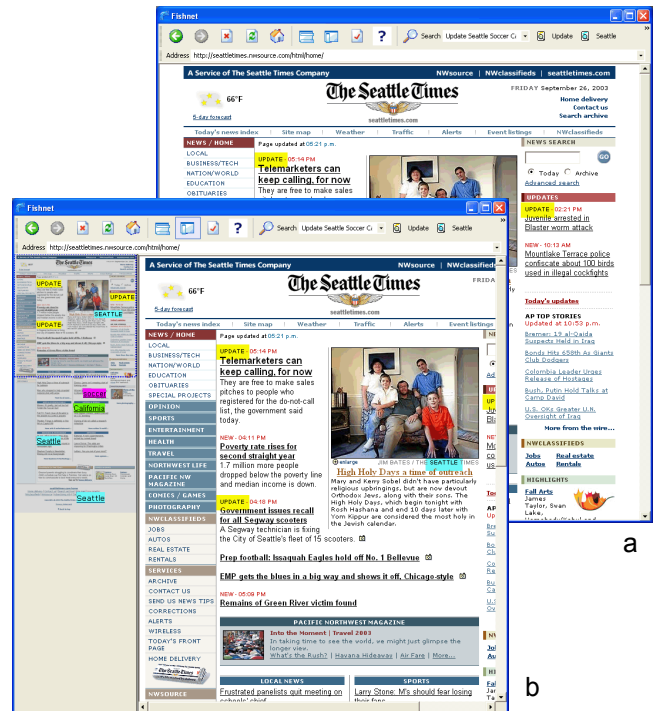 Fishnet
Search Update Seattle Soccer C Update Seattle
Address http://seattletimes.nwsource.com/html/home/
A Service of The Seattle Times Company NWsource | NWclassifieds | seattletimes.com
66°F
5-day forecast
The Seattle Times
seattletimes.com
FRIDAY September 26, 2003
Home delivery
Contact us
Search archive
Today's news index | Site map | Weather | Traffic | Alerts | Event listings | NWclassifieds
NEWS / HOME
LOCAL
BUSINESS/TECH
NATION/WORLD
EDUCATION
OBITUARIES
Page updated at 05:21 p.m.
UPDATE - 05:14 PM
Telemarketers can
keep calling, for now
They are free to make sales
NEWS SEARCH
GO
Today Archive
Advanced search
UPDATES
UPDATE - 02:21 PM
Juvenile arrested in
Blaster worm attack
NEW - 10:13 AM
Mountlake Terrace police
confiscate about 100 birds
used in illegal cockfights
Today's updates
AP TOP STORIES
Updated at 10:53 p.m.
Bremer: 19 al-Qaida
Suspects Held in Iraq
Bonds Hits 658th As Giants
Club Dodgers
Colombia Leader Urges
Release of Hostages
Bush, Putin Hold Talks at
Camp David
U.S. OKs Greater U.N.
Oversight of Iraq
More from the wire...
NWCLASSIFIEDS
Jobs Real estate
Autos Rentals
HIGHLIGHTS
Fall Arts
James
Taylor, Swan
Lake,
a
Fishnet
Search Update Seattle Soccer C Update Seattle
Address http://seattletimes.nwsource.com/html/home/
The Seattle Times
UPDATE
UPDATE
SEATTLE
UPDATE
soccer
California
Seattle
Seattle
A Service of The Seattle Times Company NWsource | NWclassifieds
66°F
5-day forecast
The Seattle Times
seattletimes.com
FRIDA
Today's news index | Site map | Weather | Traffic | Alerts | Event listings
NEWS / HOME
LOCAL
BUSINESS/TECH
NATION/WORLD
EDUCATION
OBITUARIES
SPECIAL PROJECTS
OPINION
SPORTS
ENTERTAINMENT
HEALTH
TRAVEL
NORTHWEST LIFE
PACIFIC NW
MAGAZINE
COMICS / GAMES
PHOTOGRAPHY
NWCLASSIFIEDS
JOBS
AUTOS
REAL ESTATE
RENTALS
SERVICES
ARCHIVE
CONTACT US
SEND US NEWS TIPS
CORRECTIONS
ALERTS
WIRELESS
TODAY'S FRONT
PAGE
HOME DELIVERY
The Seattle Times
NWSOURCE
Page updated at 05:21 p.m.
UPDATE - 05:14 PM
Telemarketers can
keep calling, for now
They are free to make sales
pitches to people who
registered for the do-not-call
list, the government said
today.
NEW - 04:11 PM
Poverty rate rises for
second straight year
1.7 million more people
dropped below the poverty line
and median income is down.
UPDATE - 04:18 PM
Government issues recall
for all Segway scooters
A Segway technician is fixing
the City of Seattle's fleet of 15 scooters.
enlarge JIM BATES / THE SEATTLE TIMES
High Holy Days a time of outreach
Mary and Kerry Sobel didn't have particularly
religious upbringings, but are now devout
Orthodox Jews, along with their sons. The
High Holy Days, which begin tonight with
Rosh Hashana and end 10 days later with
Yom Kippur are considered the most holy in
the Jewish calendar.
Prep football: Issaquah Eagles hold off No. 1 Bellevue
EMP gets the blues in a big way and shows it off, Chicago-style
NEW - 05:09 PM
Remains of Green River victim found
PACIFIC NORTHWEST MAGAZINE
Into the Moment | Travel 2003
In taking time to see the world, we might just glimpse the
longer view.
What's the Rush? | Havana Hideaway | Air Fare | More...
LOCAL NEWS
Frustrated panelists quit meeting on
SPORTS
Larry Stone: M's should fear losing
b